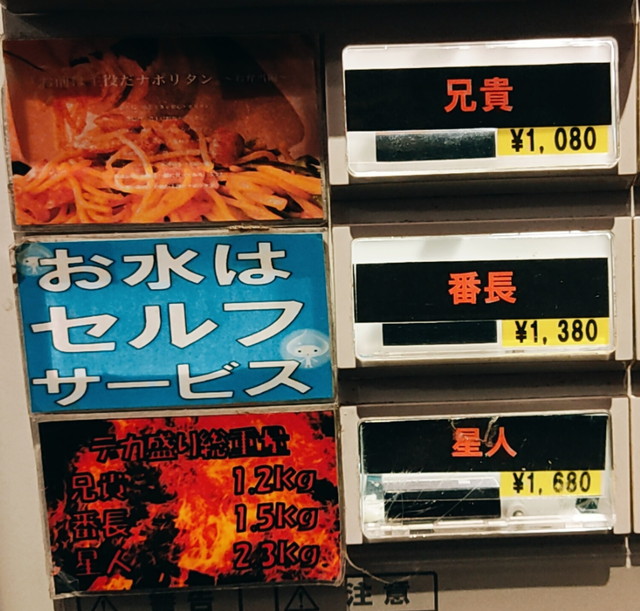 ナポリタン
お水は
セルフ
サービス
デカ盛り総重量
兄貴 1.2Kg
番長 1.5Kg
星人 2.3Kg
兄貴
¥1,080
番長
¥1,380
星人
¥1,680
警告
注意